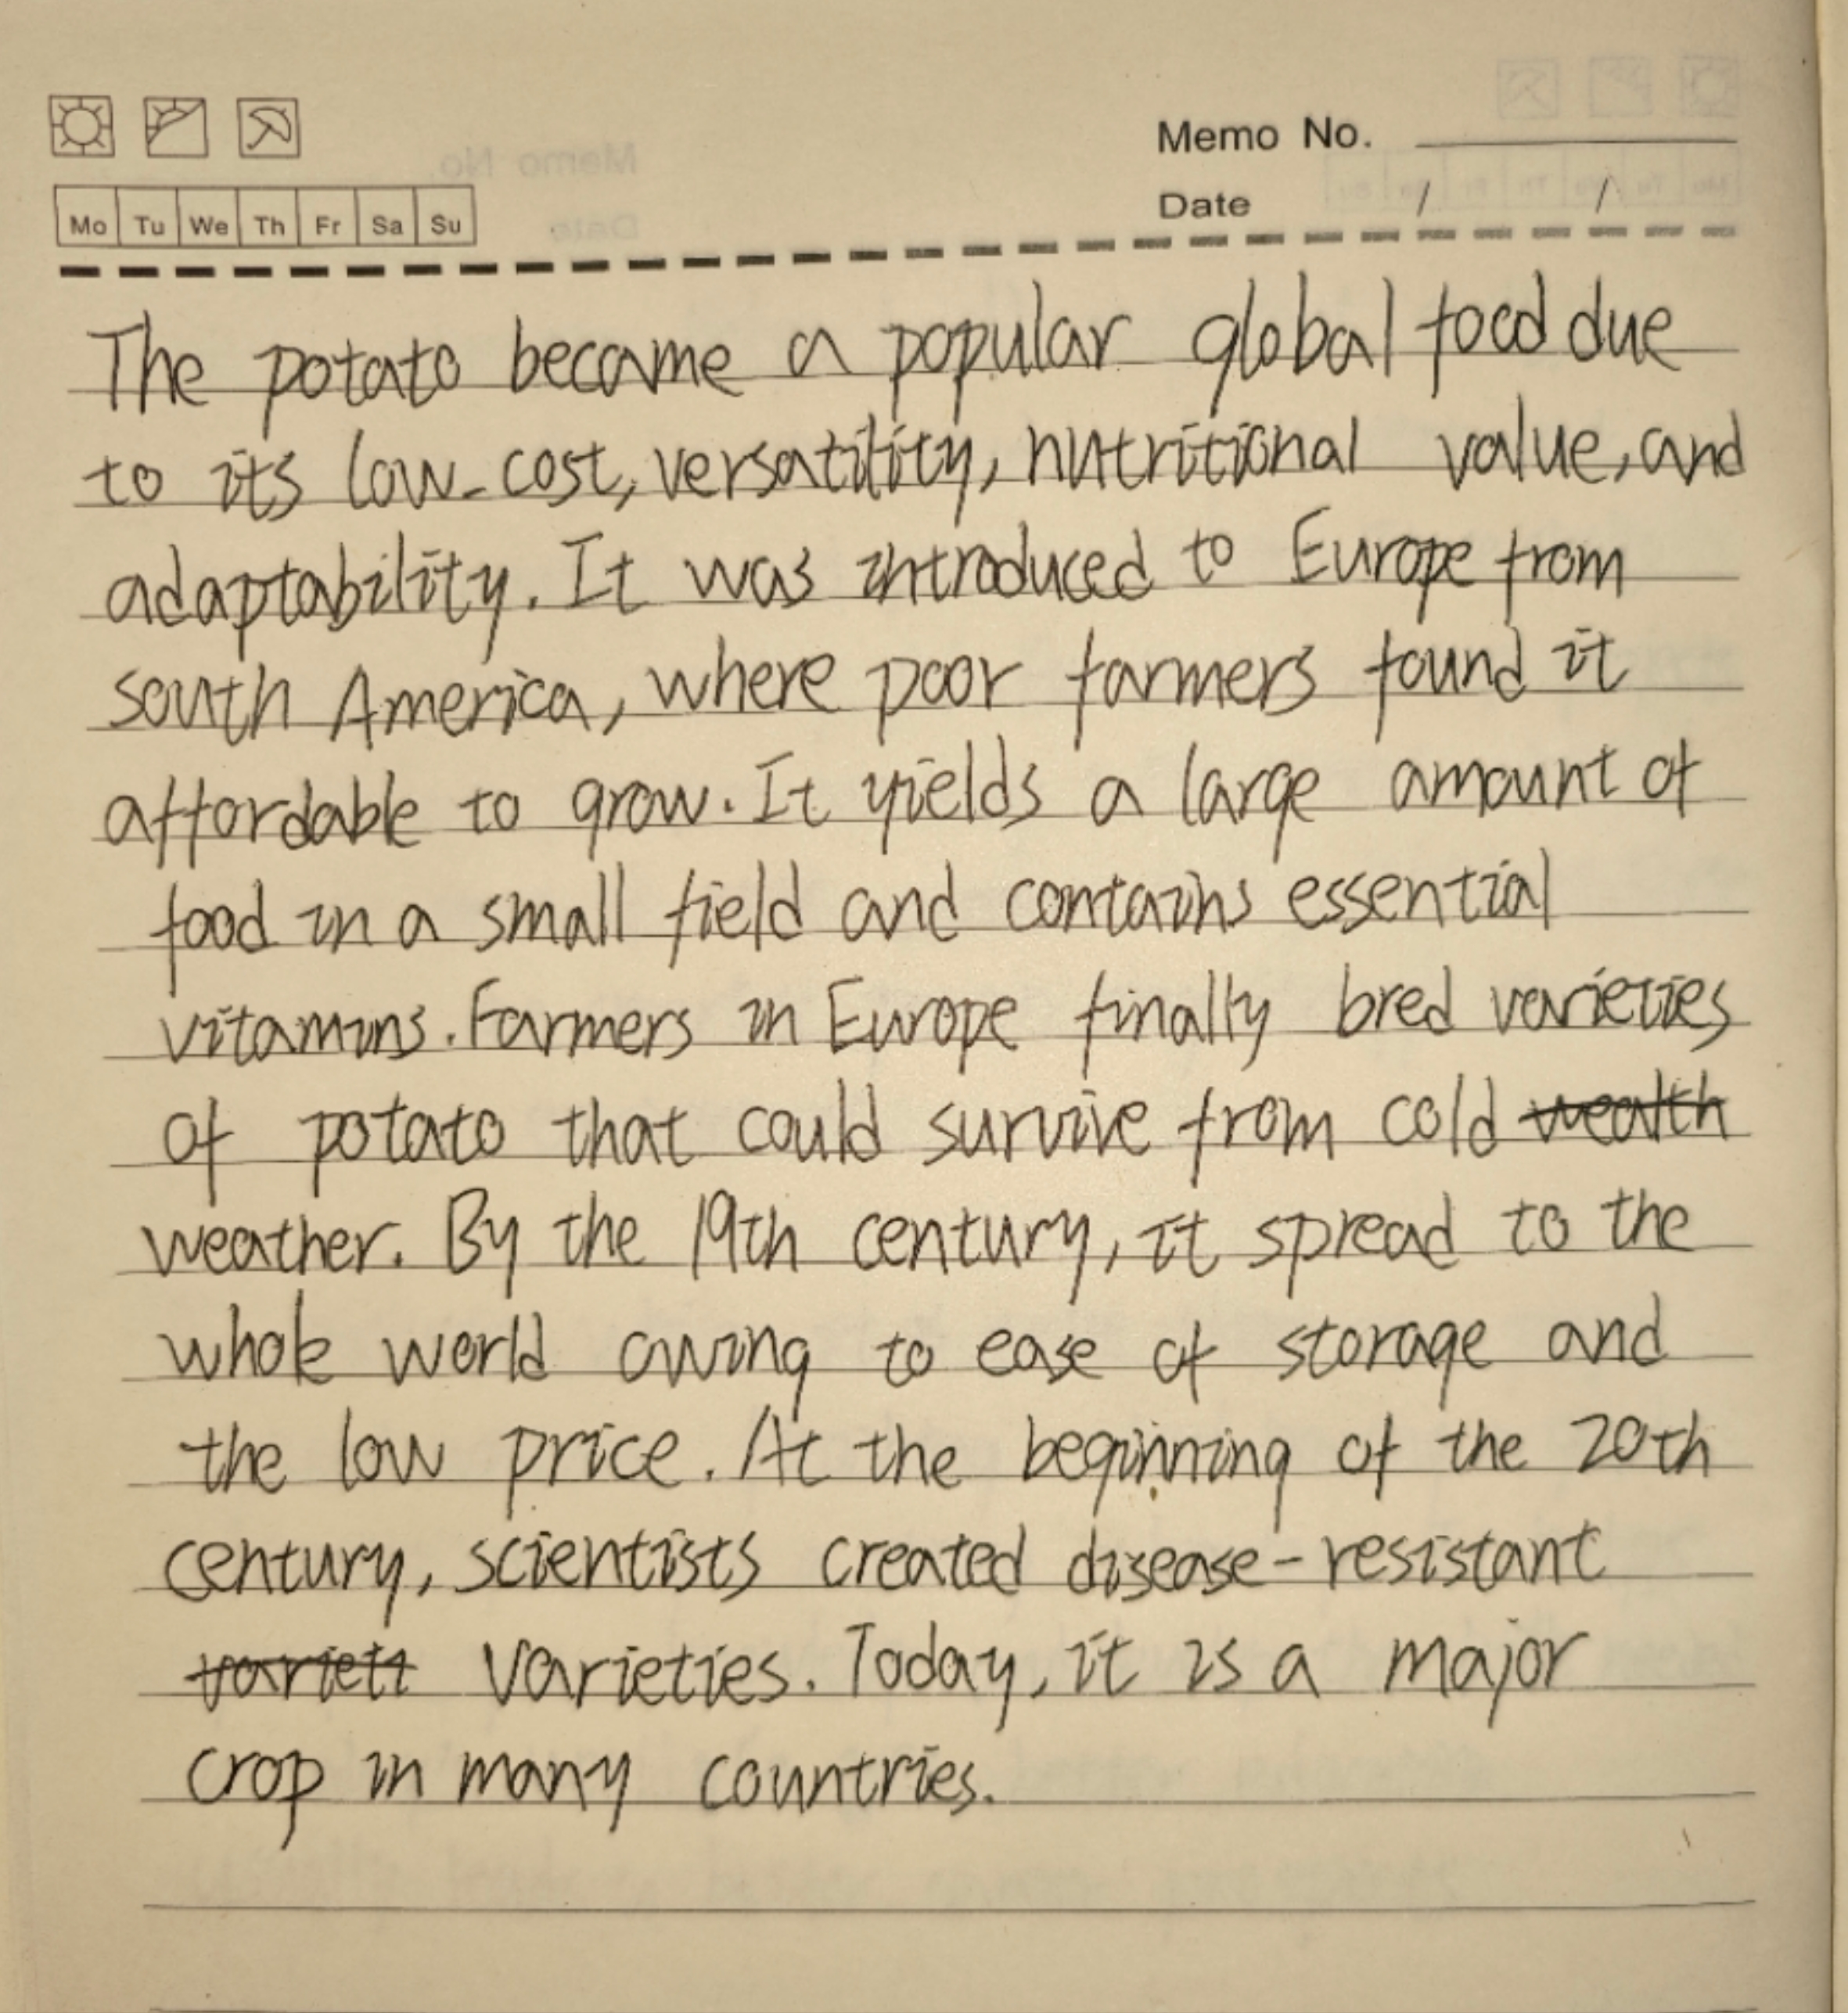 Memo No.
Date / /
Mo Tu We Th Fr Sa Su
The potato became a popular global food due
to its low-cost, versatility, nutritional value, and
adaptability. It was introduced to Europe from
south America, where poor farmers found it
affordable to grow. It yields a large amount of
food in a small field and contains essential
vitamins. Farmers in Europe finally bred varieties
of potato that could survive from cold wealth
weather. By the 19th century, it spread to the
whole world owing to ease of storage and
the low price. At the beginning of the 20th
century, scientists created disease-resistant
varieti varieties. Today, it is a major
crop in many countries.